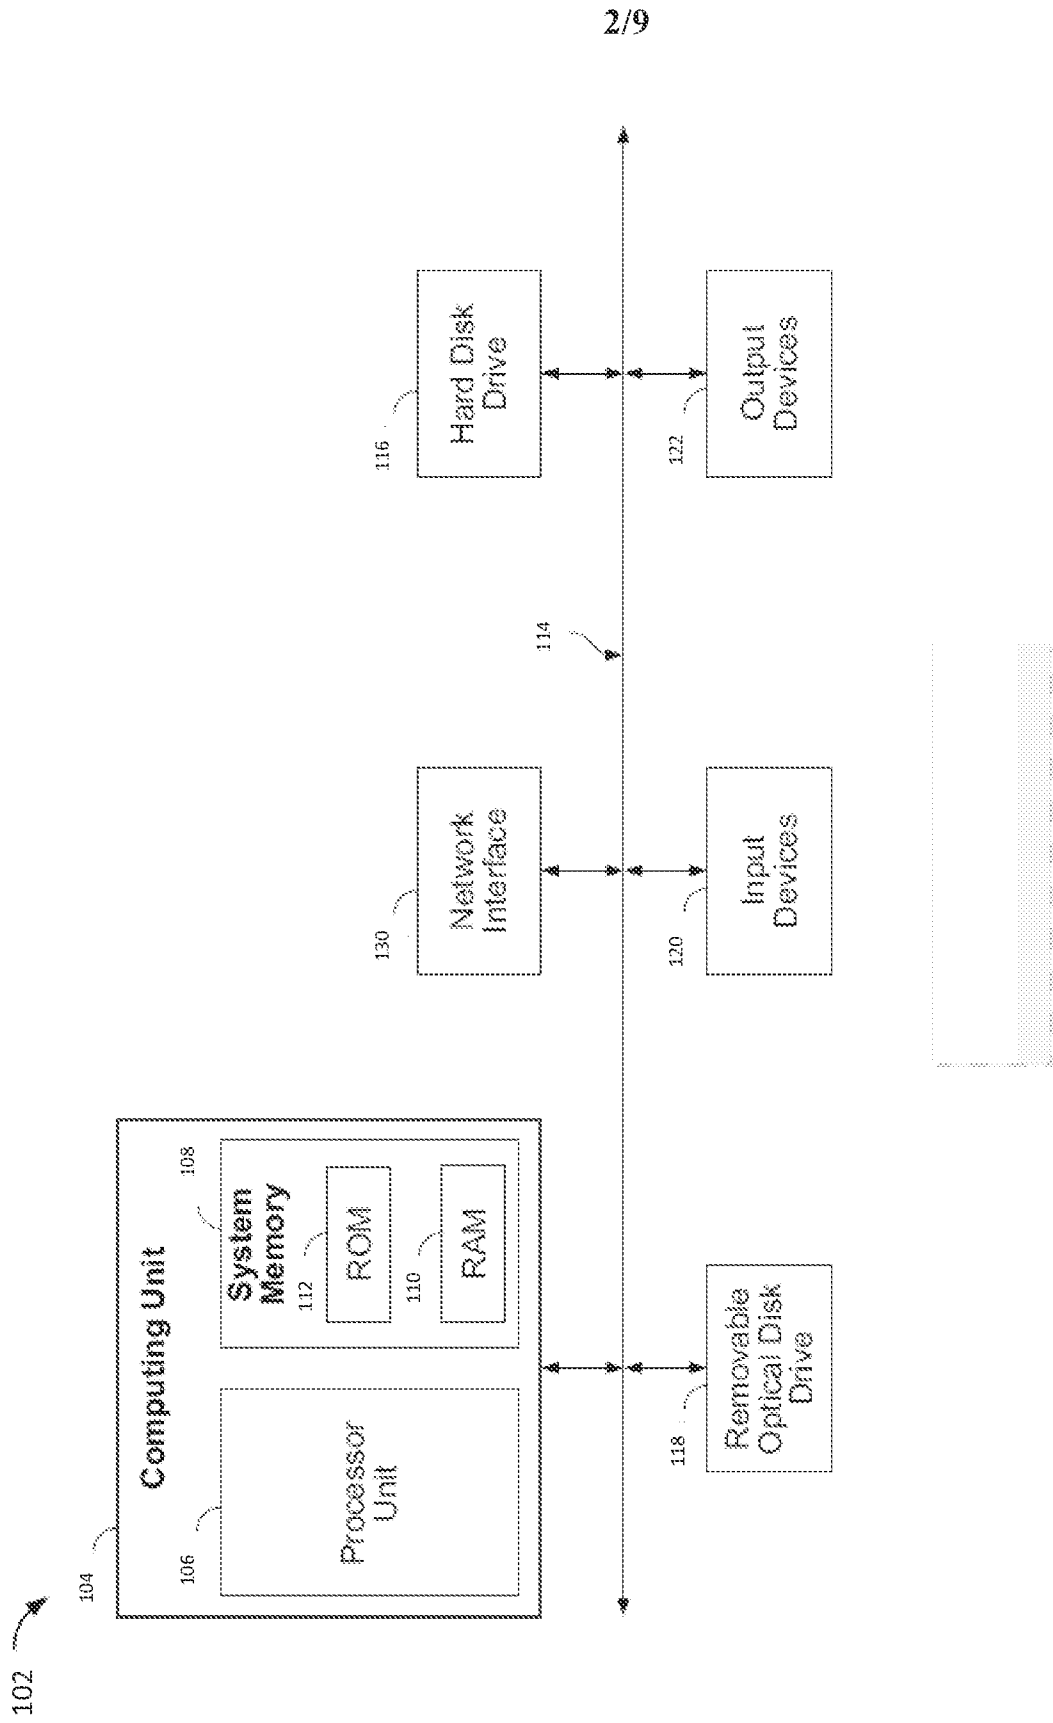 2/9
102
104
Computing Unit
106
Processor
Unit
108
System
Memory
112
ROM
110
RAM
130
Network
Interface
116
Hard Disk
Drive
114
118
Removable
Optical Disk
Drive
120
Input
Devices
122
Output
Devices